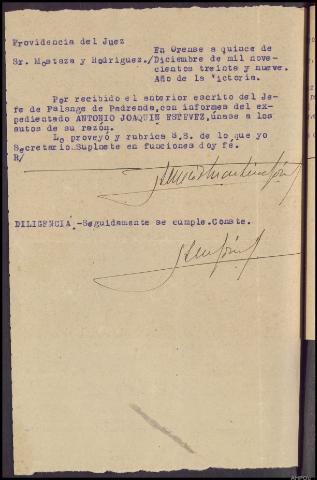 Providencia del Juez
Sr. Mostaza y Rodriguez./
En Orense a quince de
Diciembre de mil nove-
cientos treinta y nueve.
Año de la Victoria.
Por recibido el anterior escrito del Je-
fe de Falange de Padrenda,con informes del ex-
pedientado ANTONIO JOAQUIN ESTEVEZ,únase a los
autos de su razón.
Lo proveyó y rubrica S.S. de lo que yo
Secretario Suplnete en funciones doy fé.
R/
DILIGENCIA.-Seguidamente se cumple.Conste.